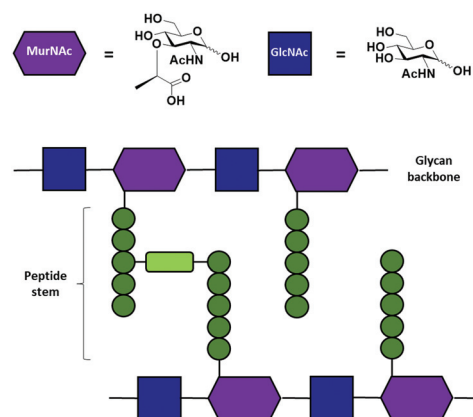 MurNAc
=
HO
HO
O
O
AcHN
OH
O
OH
GlcNAc
=
HO
HO
HO
O
AcHN
OH
Glycan
backbone
Peptide
stem